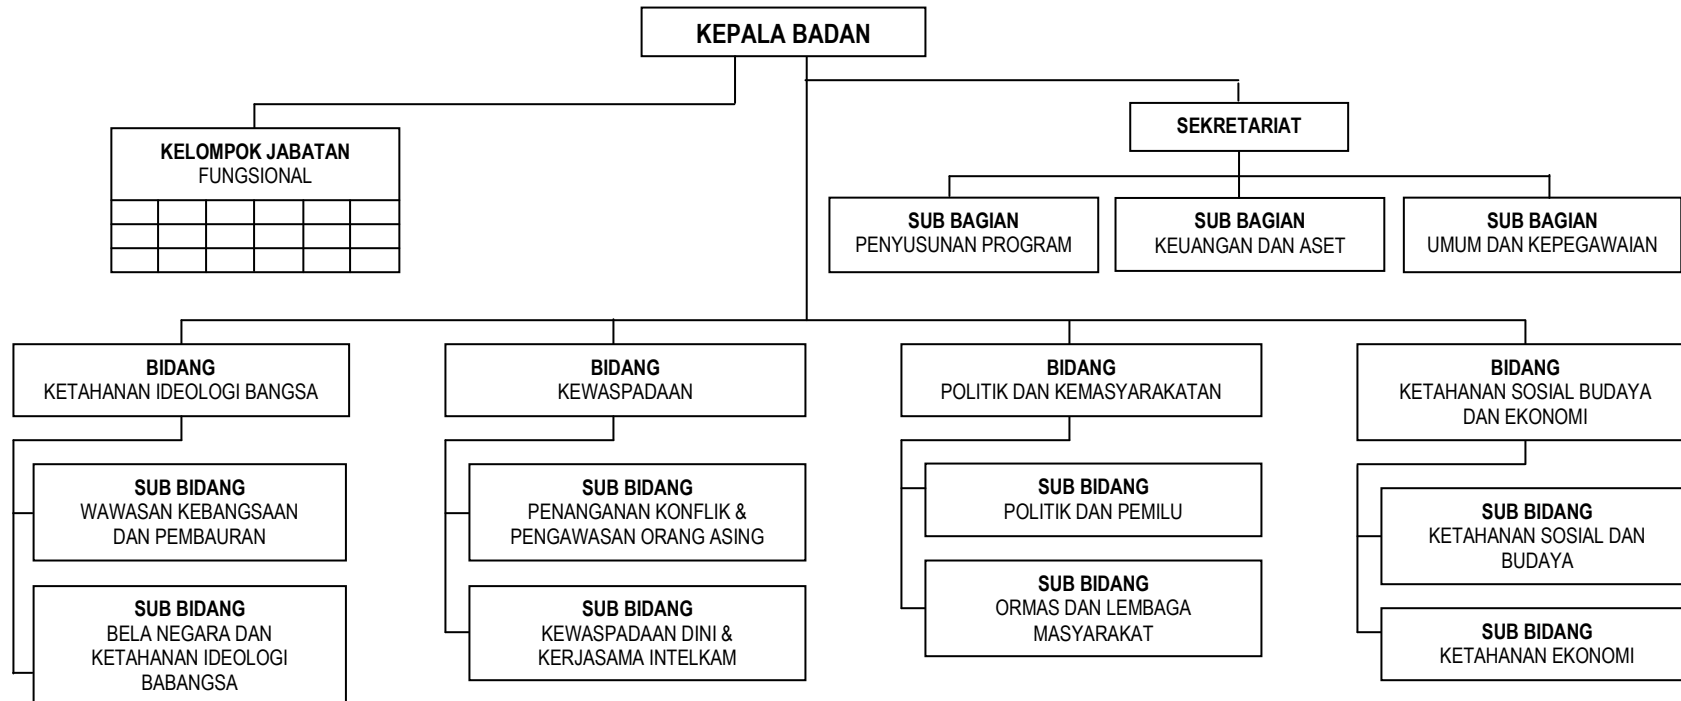 KEPALA BADAN
SEKRETARIAT
KELOMPOK JABATAN
FUNGSIONAL
SUB BAGIAN
PENYUSUNAN PROGRAM
SUB BAGIAN
KEUANGAN DAN ASET
SUB BAGIAN
UMUM DAN KEPEGAWAIAN
BIDANG
KETAHANAN IDEOLOGI BANGSA
BIDANG
KEWASPADAAN
BIDANG
POLITIK DAN KEMASYARAKATAN
BIDANG
KETAHANAN SOSIAL BUDAYA
DAN EKONOMI
SUB BIDANG
WAWASAN KEBANGSAAN
DAN PEMBAURAN
SUB BIDANG
PENANGANAN KONFLIK &
PENGAWASAN ORANG ASING
SUB BIDANG
POLITIK DAN PEMILU
SUB BIDANG
KETAHANAN SOSIAL DAN
BUDAYA
SUB BIDANG
BELA NEGARA DAN
KETAHANAN IDEOLOGI
BABANGSA
SUB BIDANG
KEWASPADAAN DINI &
KERJASAMA INTELKAM
SUB BIDANG
ORMAS DAN LEMBAGA
MASYARAKAT
SUB BIDANG
KETAHANAN EKONOMI